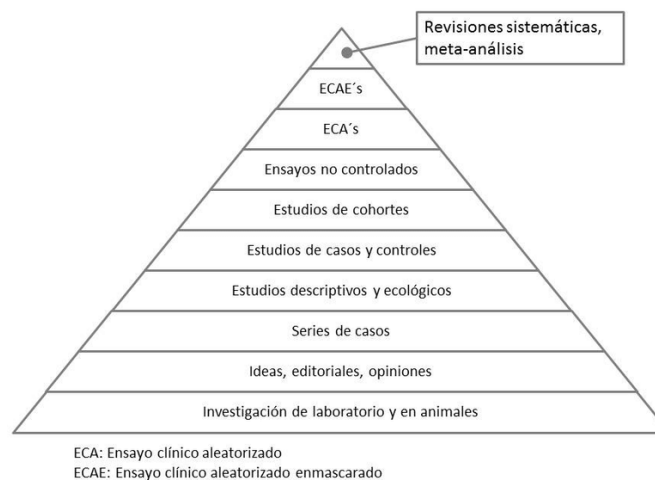 Revisiones sistemáticas,
meta-análisis
ECAE´s
ECA´s
Ensayos no controlados
Estudios de cohortes
Estudios de casos y controles
Estudios descriptivos y ecológicos
Series de casos
Ideas, editoriales, opiniones
Investigación de laboratorio y en animales
ECA: Ensayo clínico aleatorizado
ECAE: Ensayo clínico aleatorizado enmascarado